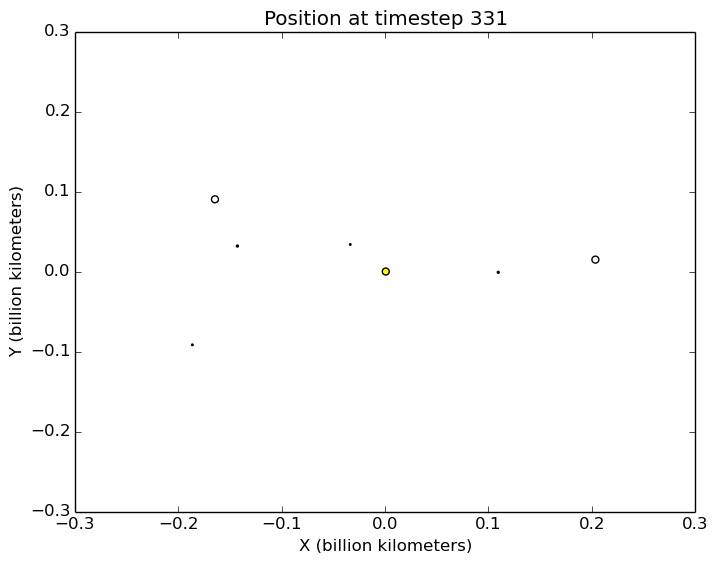 Position at timestep 331
0.3
0.2
0.1
0.0
−0.1
−0.2
−0.3
Y (billion kilometers)
−0.3 −0.2 −0.1 0.0 0.1 0.2 0.3
X (billion kilometers)